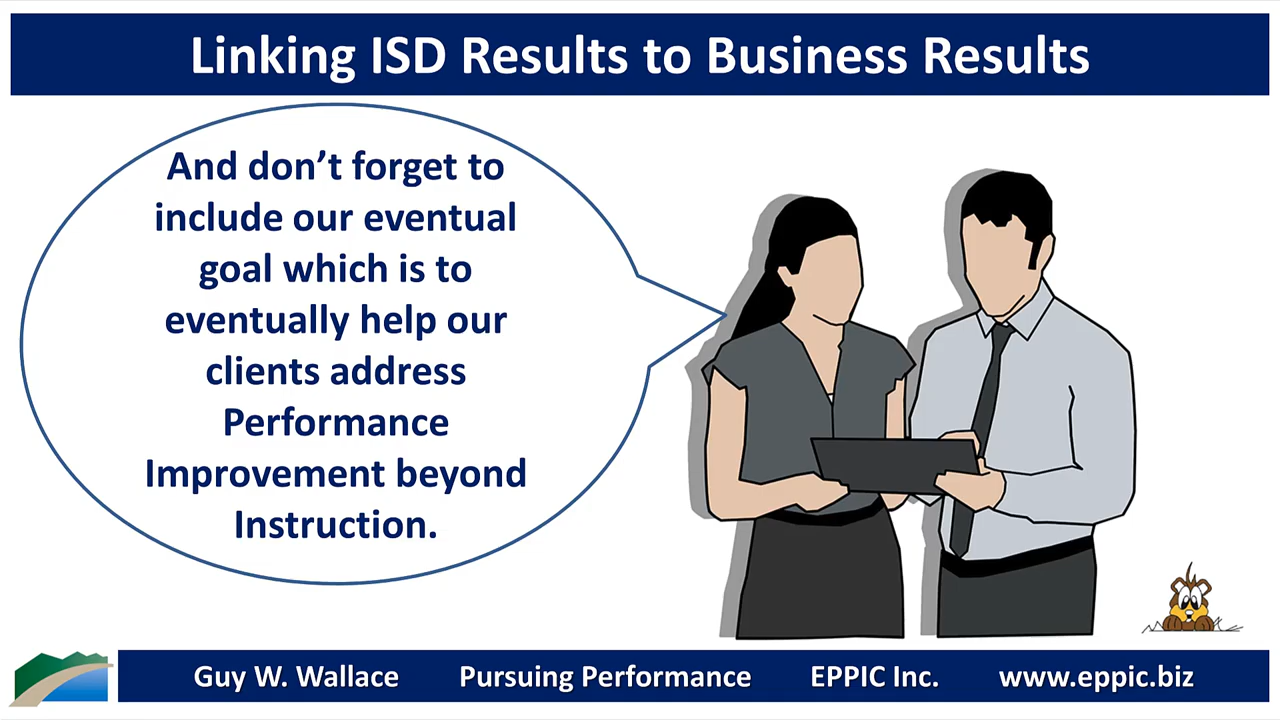 Linking ISD Results to Business Results
And don’t forget to
include our eventual
goal which is to
eventually help our
clients address
Performance
Improvement beyond
Instruction.
Guy W. Wallace Pursuing Performance EPPIC Inc. www.eppic.biz